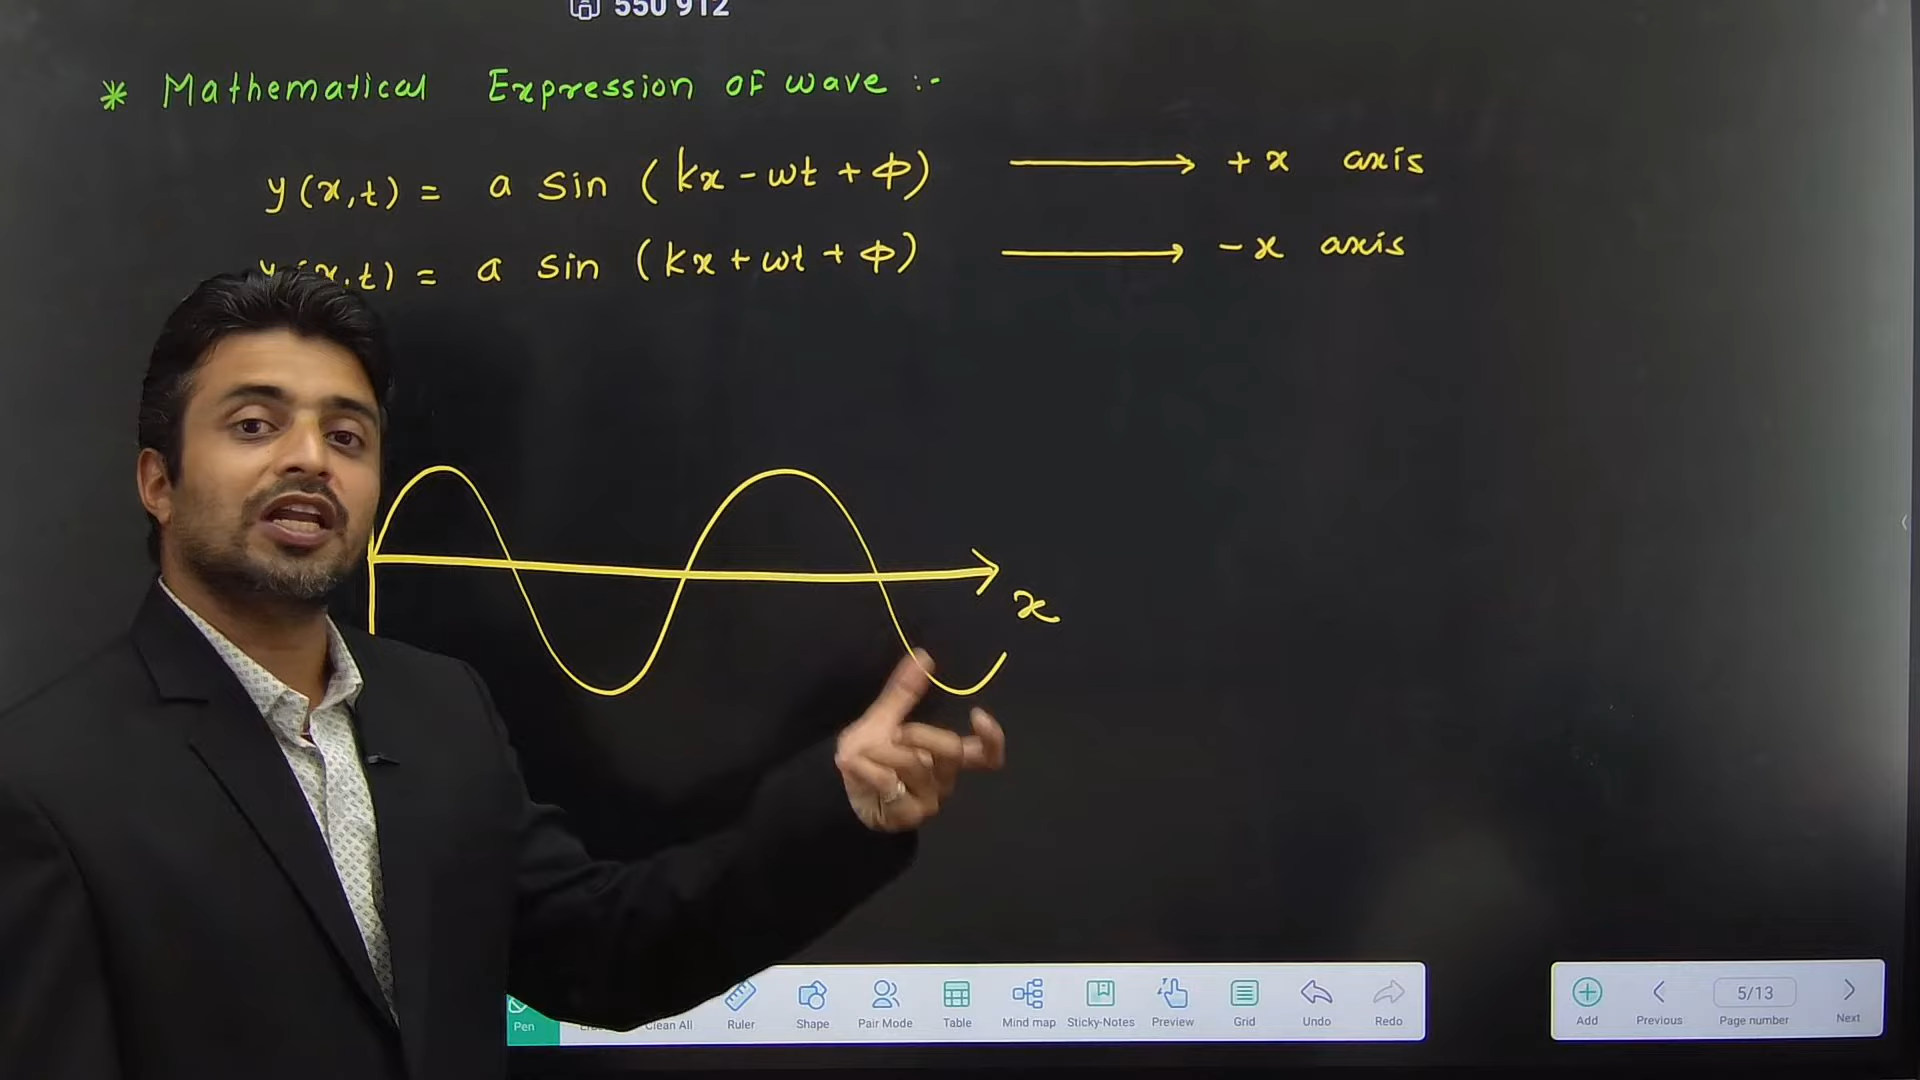 550 912
* Mathematical Expression of wave :-
y(x,t) = a sin (kx - ωt + ϕ) ⟶ +x axis
y(x,t) = a sin (kx + ωt + ϕ) ⟶ -x axis
x
Pen Clean All Ruler Shape Pair Mode Table Mind map Sticky-Notes Preview Grid Undo Redo
Add Previous 5/13 Page number Next